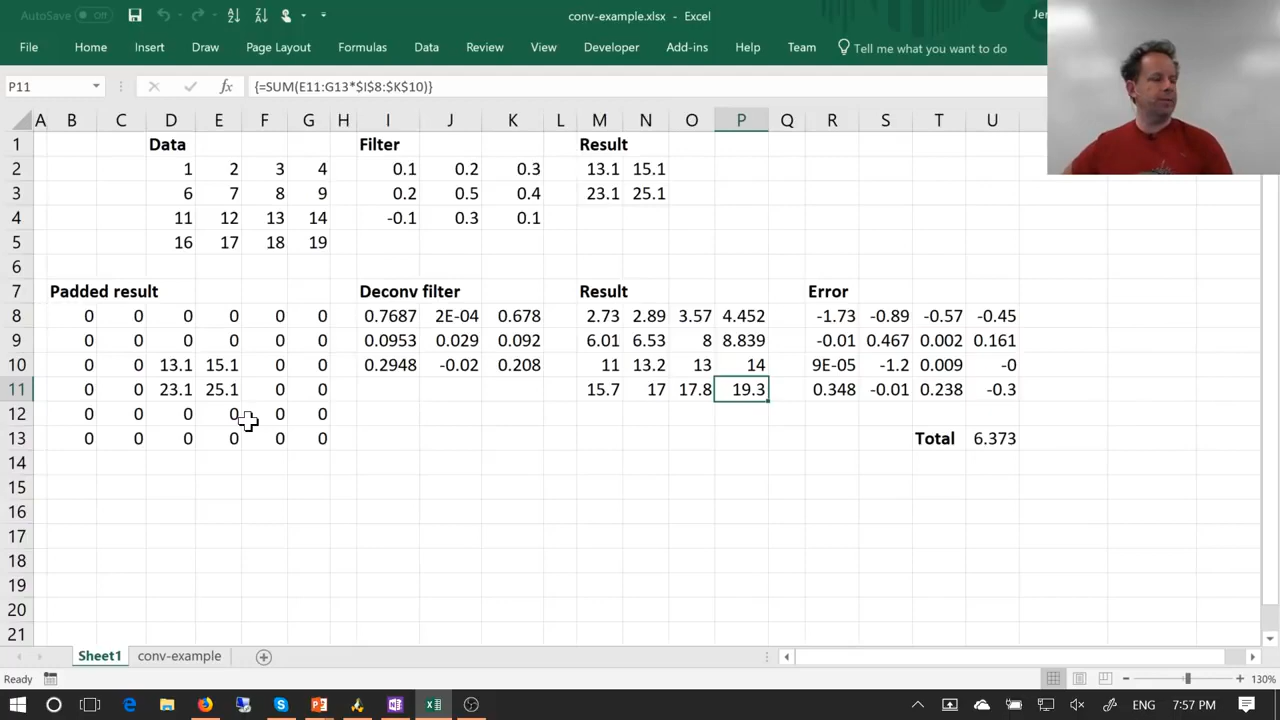 AutoSave Off conv-example.xlsx - Excel Jer
File Home Insert Draw Page Layout Formulas Data Review View Developer Add-ins Help Team Tell me what you want to do
P11 fx {=SUM(E11:G13*$I$8:$K$10)}
A B C D E F G H I J K L M N O P Q R S T U
1 Data Filter Result
2 1 2 3 4 0.1 0.2 0.3 13.1 15.1
3 6 7 8 9 0.2 0.5 0.4 23.1 25.1
4 11 12 13 14 -0.1 0.3 0.1
5 16 17 18 19
6
7 Padded result Deconv filter Result Error
8 0 0 0 0 0 0 0.7687 2E-04 0.678 2.73 2.89 3.57 4.452 -1.73 -0.89 -0.57 -0.45
9 0 0 0 0 0 0 0.0953 0.029 0.092 6.01 6.53 8 8.839 -0.01 0.467 0.002 0.161
10 0 0 13.1 15.1 0 0 0.2948 -0.02 0.208 11 13.2 13 14 9E-05 -1.2 0.009 -0
11 0 0 23.1 25.1 0 0 15.7 17 17.8 19.3 0.348 -0.01 0.238 -0.3
12 0 0 0 0 0 0
13 0 0 0 0 0 0 Total 6.373
14
15
16
17
18
19
20
21
Sheet1 conv-example
Ready 130%
ENG 7:57 PM